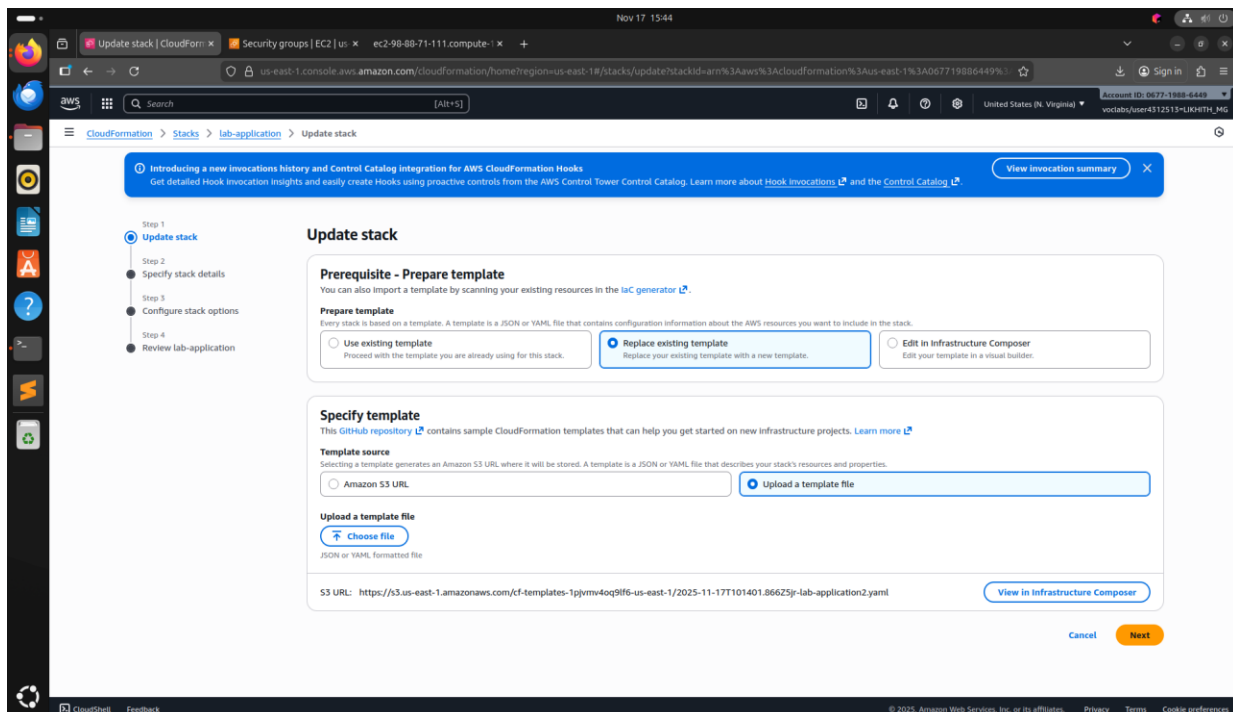 Nov 17 15:44
Update stack | CloudForm ×
Security groups | EC2 | us ×
ec2-98-88-71-111.compute-1 ×
us-east-1.console.aws.amazon.com/cloudformation/home?region=us-east-1#/stacks/update?stackId=arn%3Aaws%3Acloudformation%3Aus-east-1%3A067719886449%3
Sign in
aws
Search
[Alt+S]
United States (N. Virginia)
Account ID: 0677-1988-6449
voclabs/user4312513=LIKHITH_MG
CloudFormation > Stacks > lab-application > Update stack
Introducing a new invocations history and Control Catalog integration for AWS CloudFormation Hooks
Get detailed Hook invocation insights and easily create Hooks using proactive controls from the AWS Control Tower Control Catalog. Learn more about Hook invocations and the Control Catalog.
View invocation summary
Step 1
Update stack
Step 2
Specify stack details
Step 3
Configure stack options
Step 4
Review lab-application
Update stack
Prerequisite - Prepare template
You can also import a template by scanning your existing resources in the IaC generator.
Prepare template
Every stack is based on a template. A template is a JSON or YAML file that contains configuration information about the AWS resources you want to include in the stack.
Use existing template
Proceed with the template you are already using for this stack.
Replace existing template
Replace your existing template with a new template.
Edit in Infrastructure Composer
Edit your template in a visual builder.
Specify template
This GitHub repository contains sample CloudFormation templates that can help you get started on new infrastructure projects. Learn more
Template source
Selecting a template generates an Amazon S3 URL where it will be stored. A template is a JSON or YAML file that describes your stack's resources and properties.
Amazon S3 URL
Upload a template file
Upload a template file
Choose file
JSON or YAML formatted file
S3 URL: https://s3.us-east-1.amazonaws.com/cf-templates-1pjvmv4oq9lf6-us-east-1/2025-11-17T101401.866Z5jr-lab-application2.yaml
View in Infrastructure Composer
Cancel
Next
CloudShell
Feedback
© 2025, Amazon Web Services, Inc. or its affiliates.
Privacy
Terms
Cookie preferences